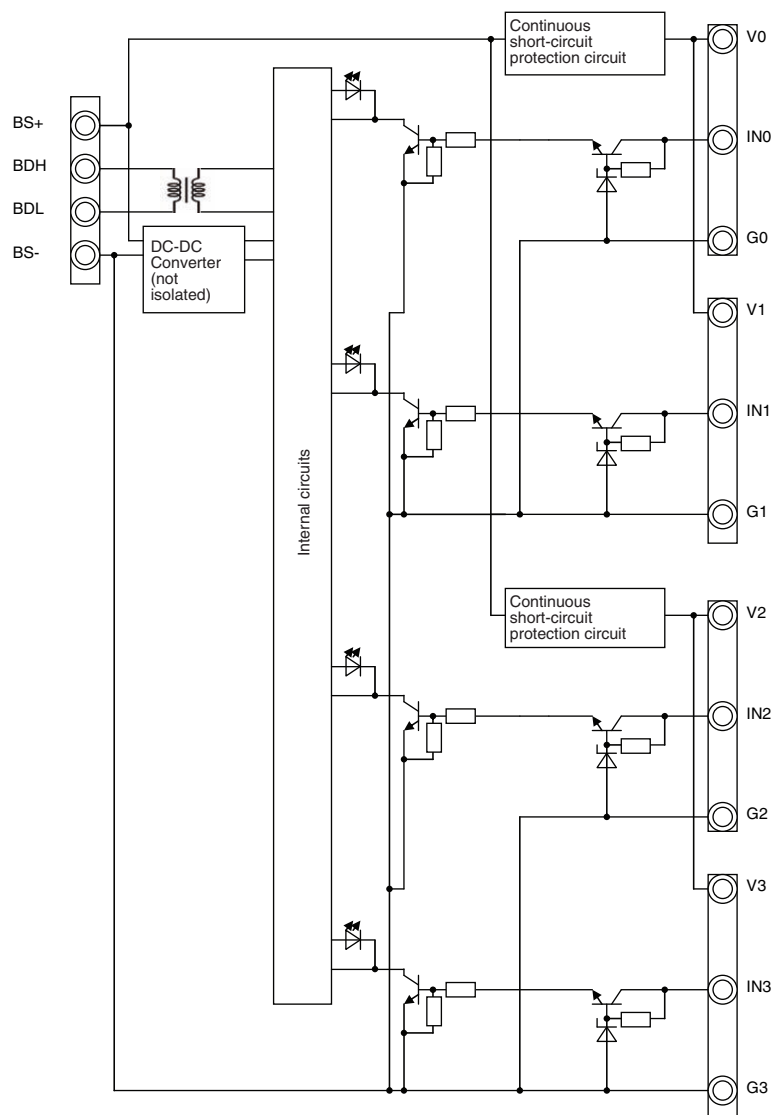 Continuous
short-circuit
protection circuit
V0
BS+
IN0
BDH
BDL
G0
BS-
DC-DC
Converter
(not
isolated)
V1
IN1
Internal circuits
G1
Continuous
short-circuit
protection circuit
V2
IN2
G2
V3
IN3
G3